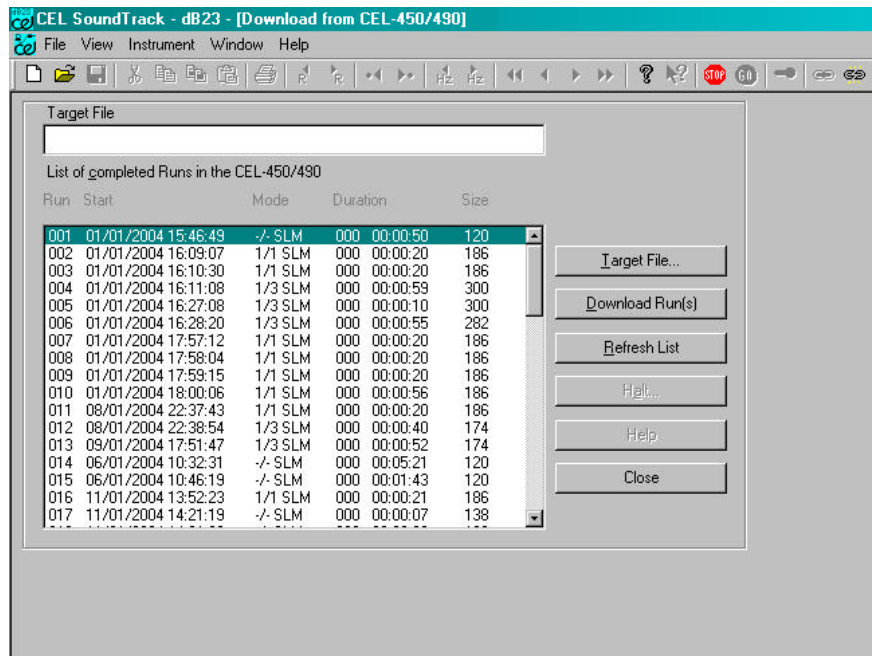 CEL SoundTrack - dB23 - [Download from CEL-450/490]
File View Instrument Window Help
STOP GO
Target File
List of completed Runs in the CEL-450/490
Run Start Mode Duration Size
001 01/01/2004 15:46:49 -/- SLM 000 00:00:50 120
002 01/01/2004 16:09:07 1/1 SLM 000 00:00:20 186
003 01/01/2004 16:10:30 1/1 SLM 000 00:00:20 186
004 01/01/2004 16:11:08 1/3 SLM 000 00:00:59 300
005 01/01/2004 16:27:08 1/3 SLM 000 00:00:10 300
006 01/01/2004 16:28:20 1/3 SLM 000 00:00:55 282
007 01/01/2004 17:57:12 1/1 SLM 000 00:00:20 186
008 01/01/2004 17:58:04 1/1 SLM 000 00:00:20 186
009 01/01/2004 17:59:15 1/1 SLM 000 00:00:20 186
010 01/01/2004 18:00:06 1/1 SLM 000 00:00:56 186
011 08/01/2004 22:37:43 1/1 SLM 000 00:00:20 186
012 08/01/2004 22:38:54 1/3 SLM 000 00:00:40 174
013 09/01/2004 17:51:47 1/3 SLM 000 00:00:52 174
014 06/01/2004 10:32:31 -/- SLM 000 00:05:21 120
015 06/01/2004 10:46:19 -/- SLM 000 00:01:43 120
016 11/01/2004 13:52:23 1/1 SLM 000 00:00:21 186
017 11/01/2004 14:21:19 -/- SLM 000 00:00:07 138
Target File...
Download Run(s)
Refresh List
Halt...
Help
Close